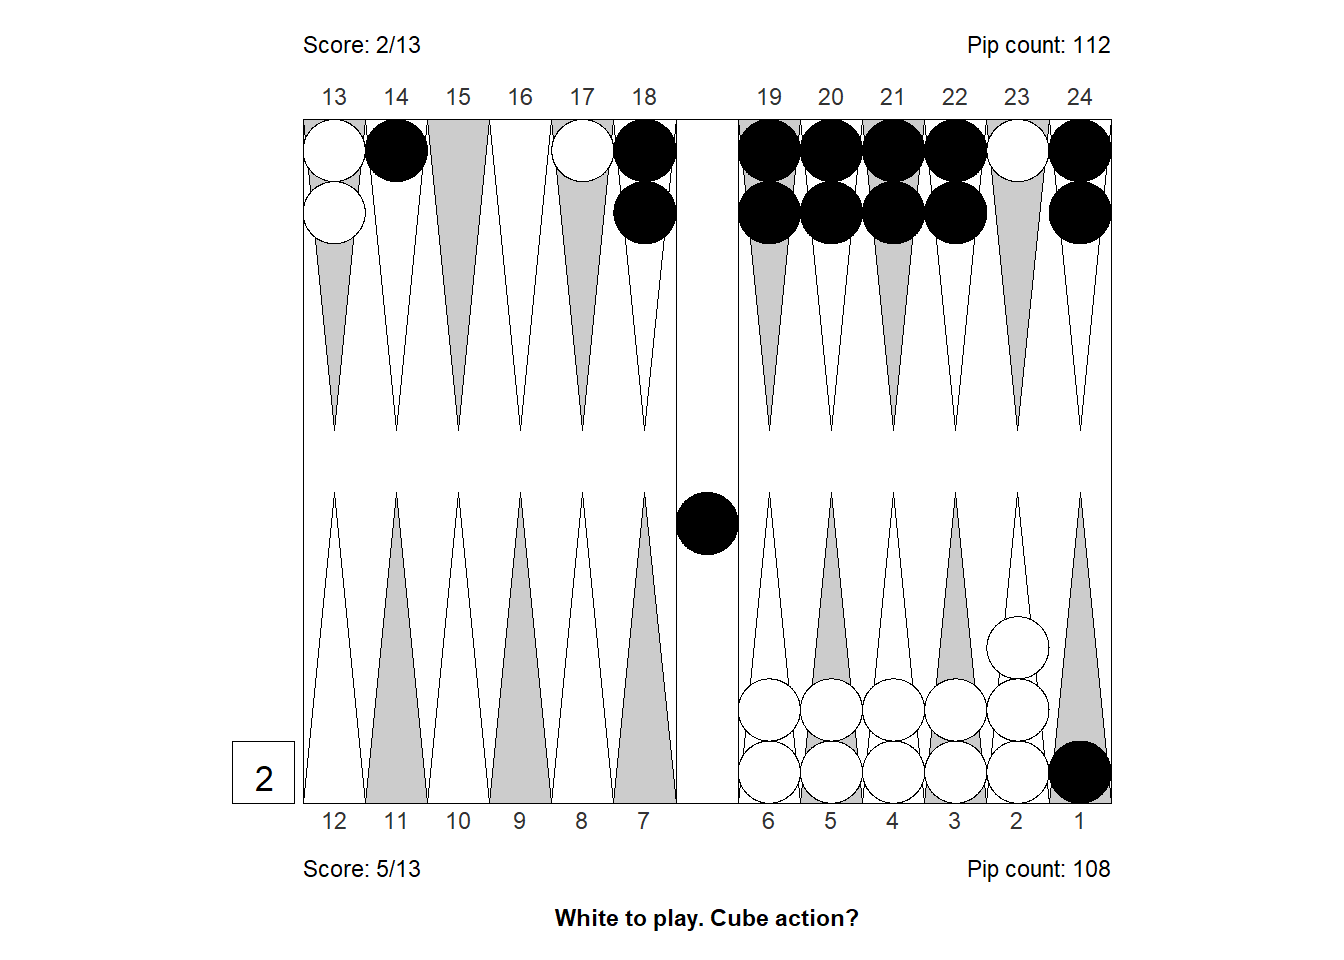 Score: 2/13 Pip count: 112
13 14 15 16 17 18 19 20 21 22 23 24
2
12 11 10 9 8 7 6 5 4 3 2 1
Score: 5/13 Pip count: 108
White to play. Cube action?